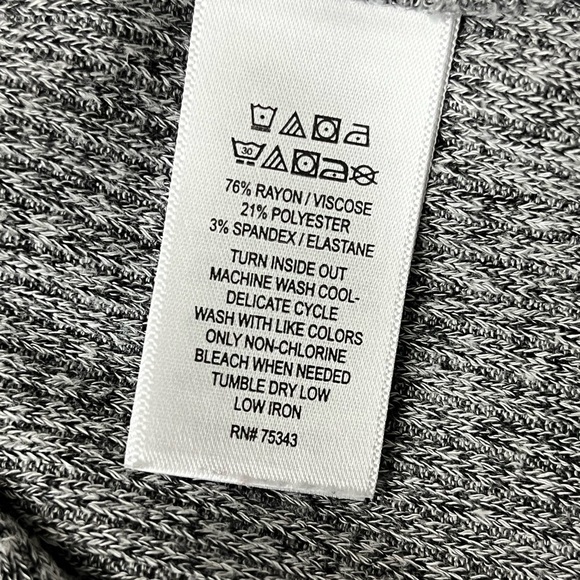 30
76% RAYON / VISCOSE
21% POLYESTER
3% SPANDEX / ELASTANE
TURN INSIDE OUT
MACHINE WASH COOL-
DELICATE CYCLE
WASH WITH LIKE COLORS
ONLY NON-CHLORINE
BLEACH WHEN NEEDED
TUMBLE DRY LOW
LOW IRON
RN# 75343